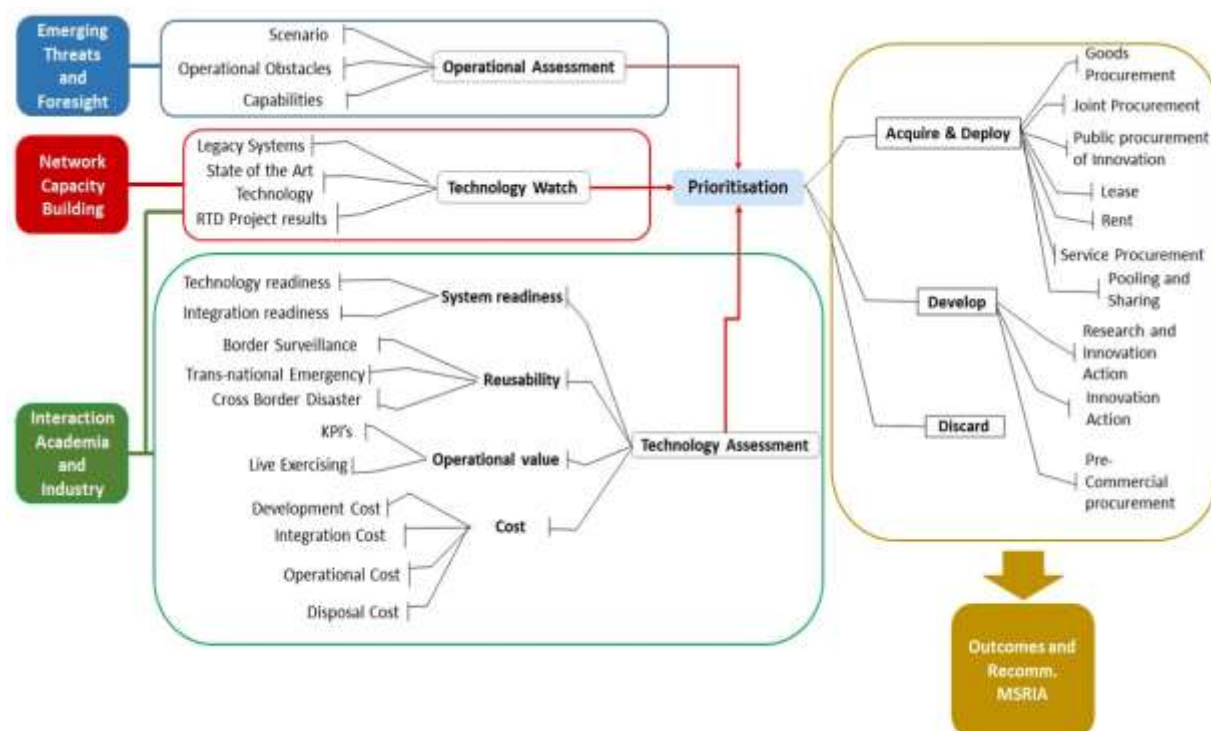 Emerging
Threats
and
Foresight
Scenario
Operational Obstacles
Capabilities
Operational Assessment
Network
Capacity
Building
Legacy Systems
State of the Art
Technology
RTD Project results
Technology Watch
Prioritisation
Interaction
Academia
and
Industry
Technology readiness
Integration readiness
System readiness
Border Surveillance
Trans-national Emergency
Cross Border Disaster
Reusability
KPI's
Live Exercising
Operational value
Development Cost
Integration Cost
Operational Cost
Disposal Cost
Cost
Technology Assessment
Acquire & Deploy
Goods
Procurement
Joint Procurement
Public procurement
of Innovation
Lease
Rent
Service Procurement
Pooling and
Sharing
Develop
Research and
Innovation
Action
Innovation
Action
Pre-
Commercial
procurement
Discard
Outcomes and
Recomm.
MSRIA